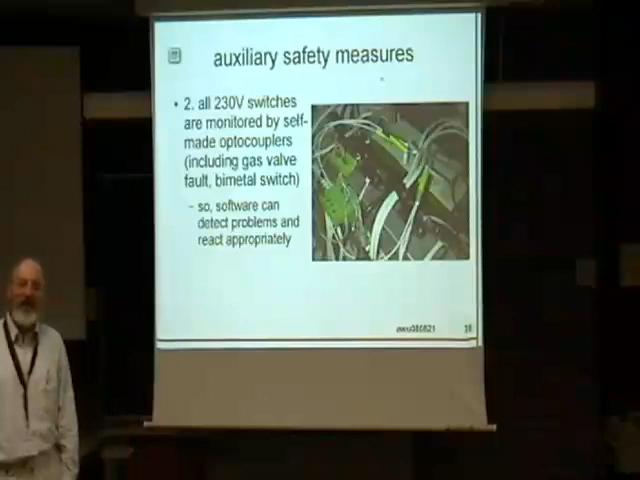 auxiliary safety measures
• 2. all 230V switches
are monitored by self-
made optocouplers
(including gas valve
fault, bimetal switch)
– so, software can
detect problems and
react appropriately